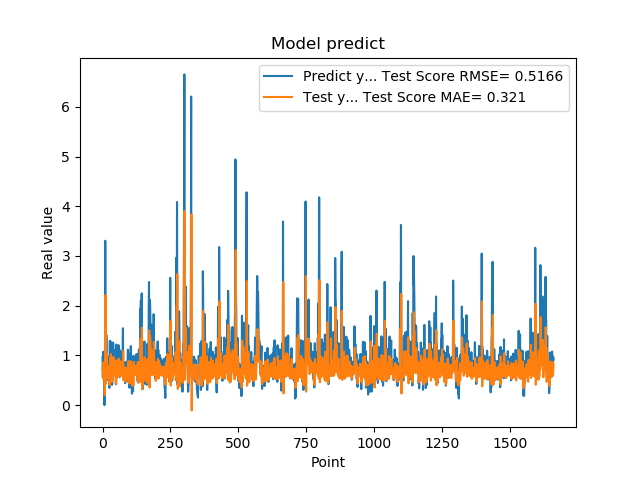 Model predict
Predict y... Test Score RMSE= 0.5166
Test y... Test Score MAE= 0.321
Real value
6
5
4
3
2
1
0
0 250 500 750 1000 1250 1500
Point